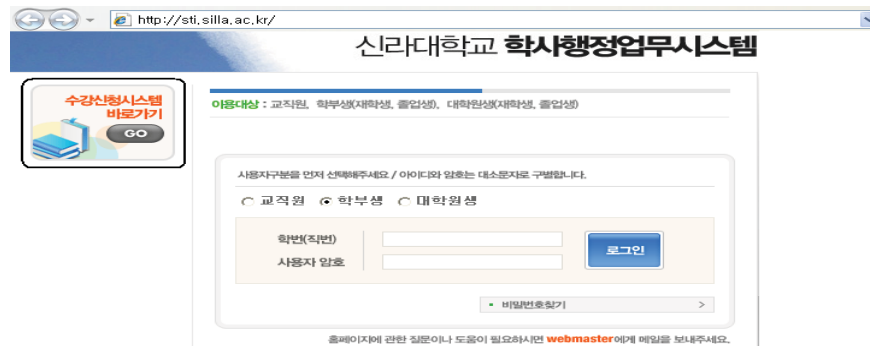 http://sti.silla.ac.kr/
신라대학교 학사행정업무시스템
수강신청시스템
바로가기
GO
이용대상 : 교직원, 학부생(재학생, 졸업생), 대학원생(재학생, 졸업생)
사용자구분을 먼저 선택해주세요 / 아이디와 암호는 대소문자로 구별합니다.
교직원 학부생 대학원생
학번(직번)
사용자 암호
로그인
비밀번호찾기 >
홈페이지에 관한 질문이나 도움이 필요하시면 webmaster에게 메일을 보내주세요.